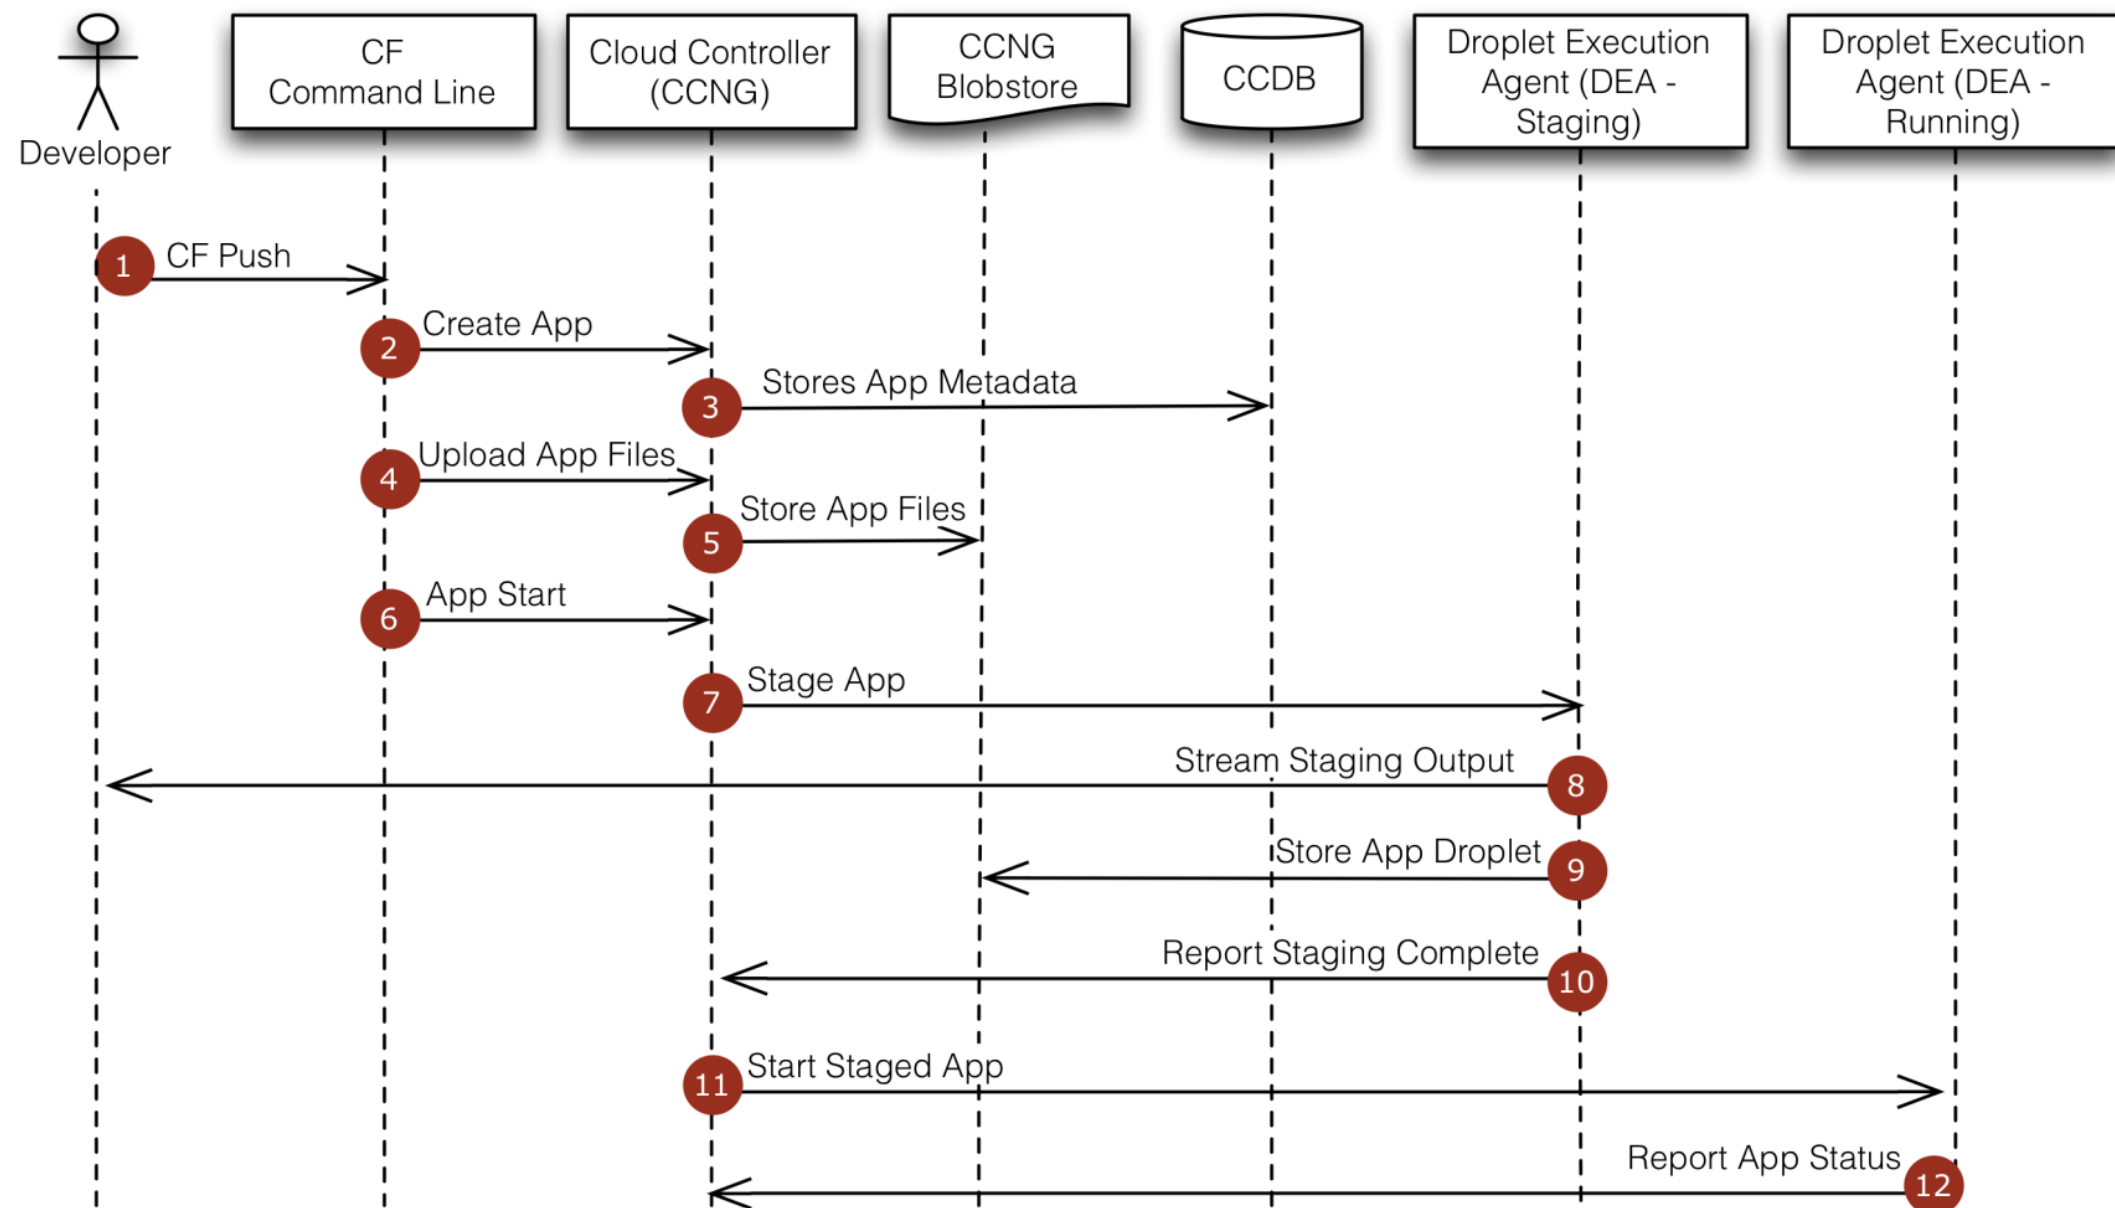 CF
Command Line
Cloud Controller
(CCNG)
CCNG
Blobstore
CCDB
Droplet Execution
Agent (DEA -
Staging)
Droplet Execution
Agent (DEA -
Running)
Developer
1 CF Push
2 Create App
3 Stores App Metadata
4 Upload App Files
5 Store App Files
6 App Start
7 Stage App
Stream Staging Output 8
Store App Droplet 9
Report Staging Complete 10
11 Start Staged App
Report App Status 12